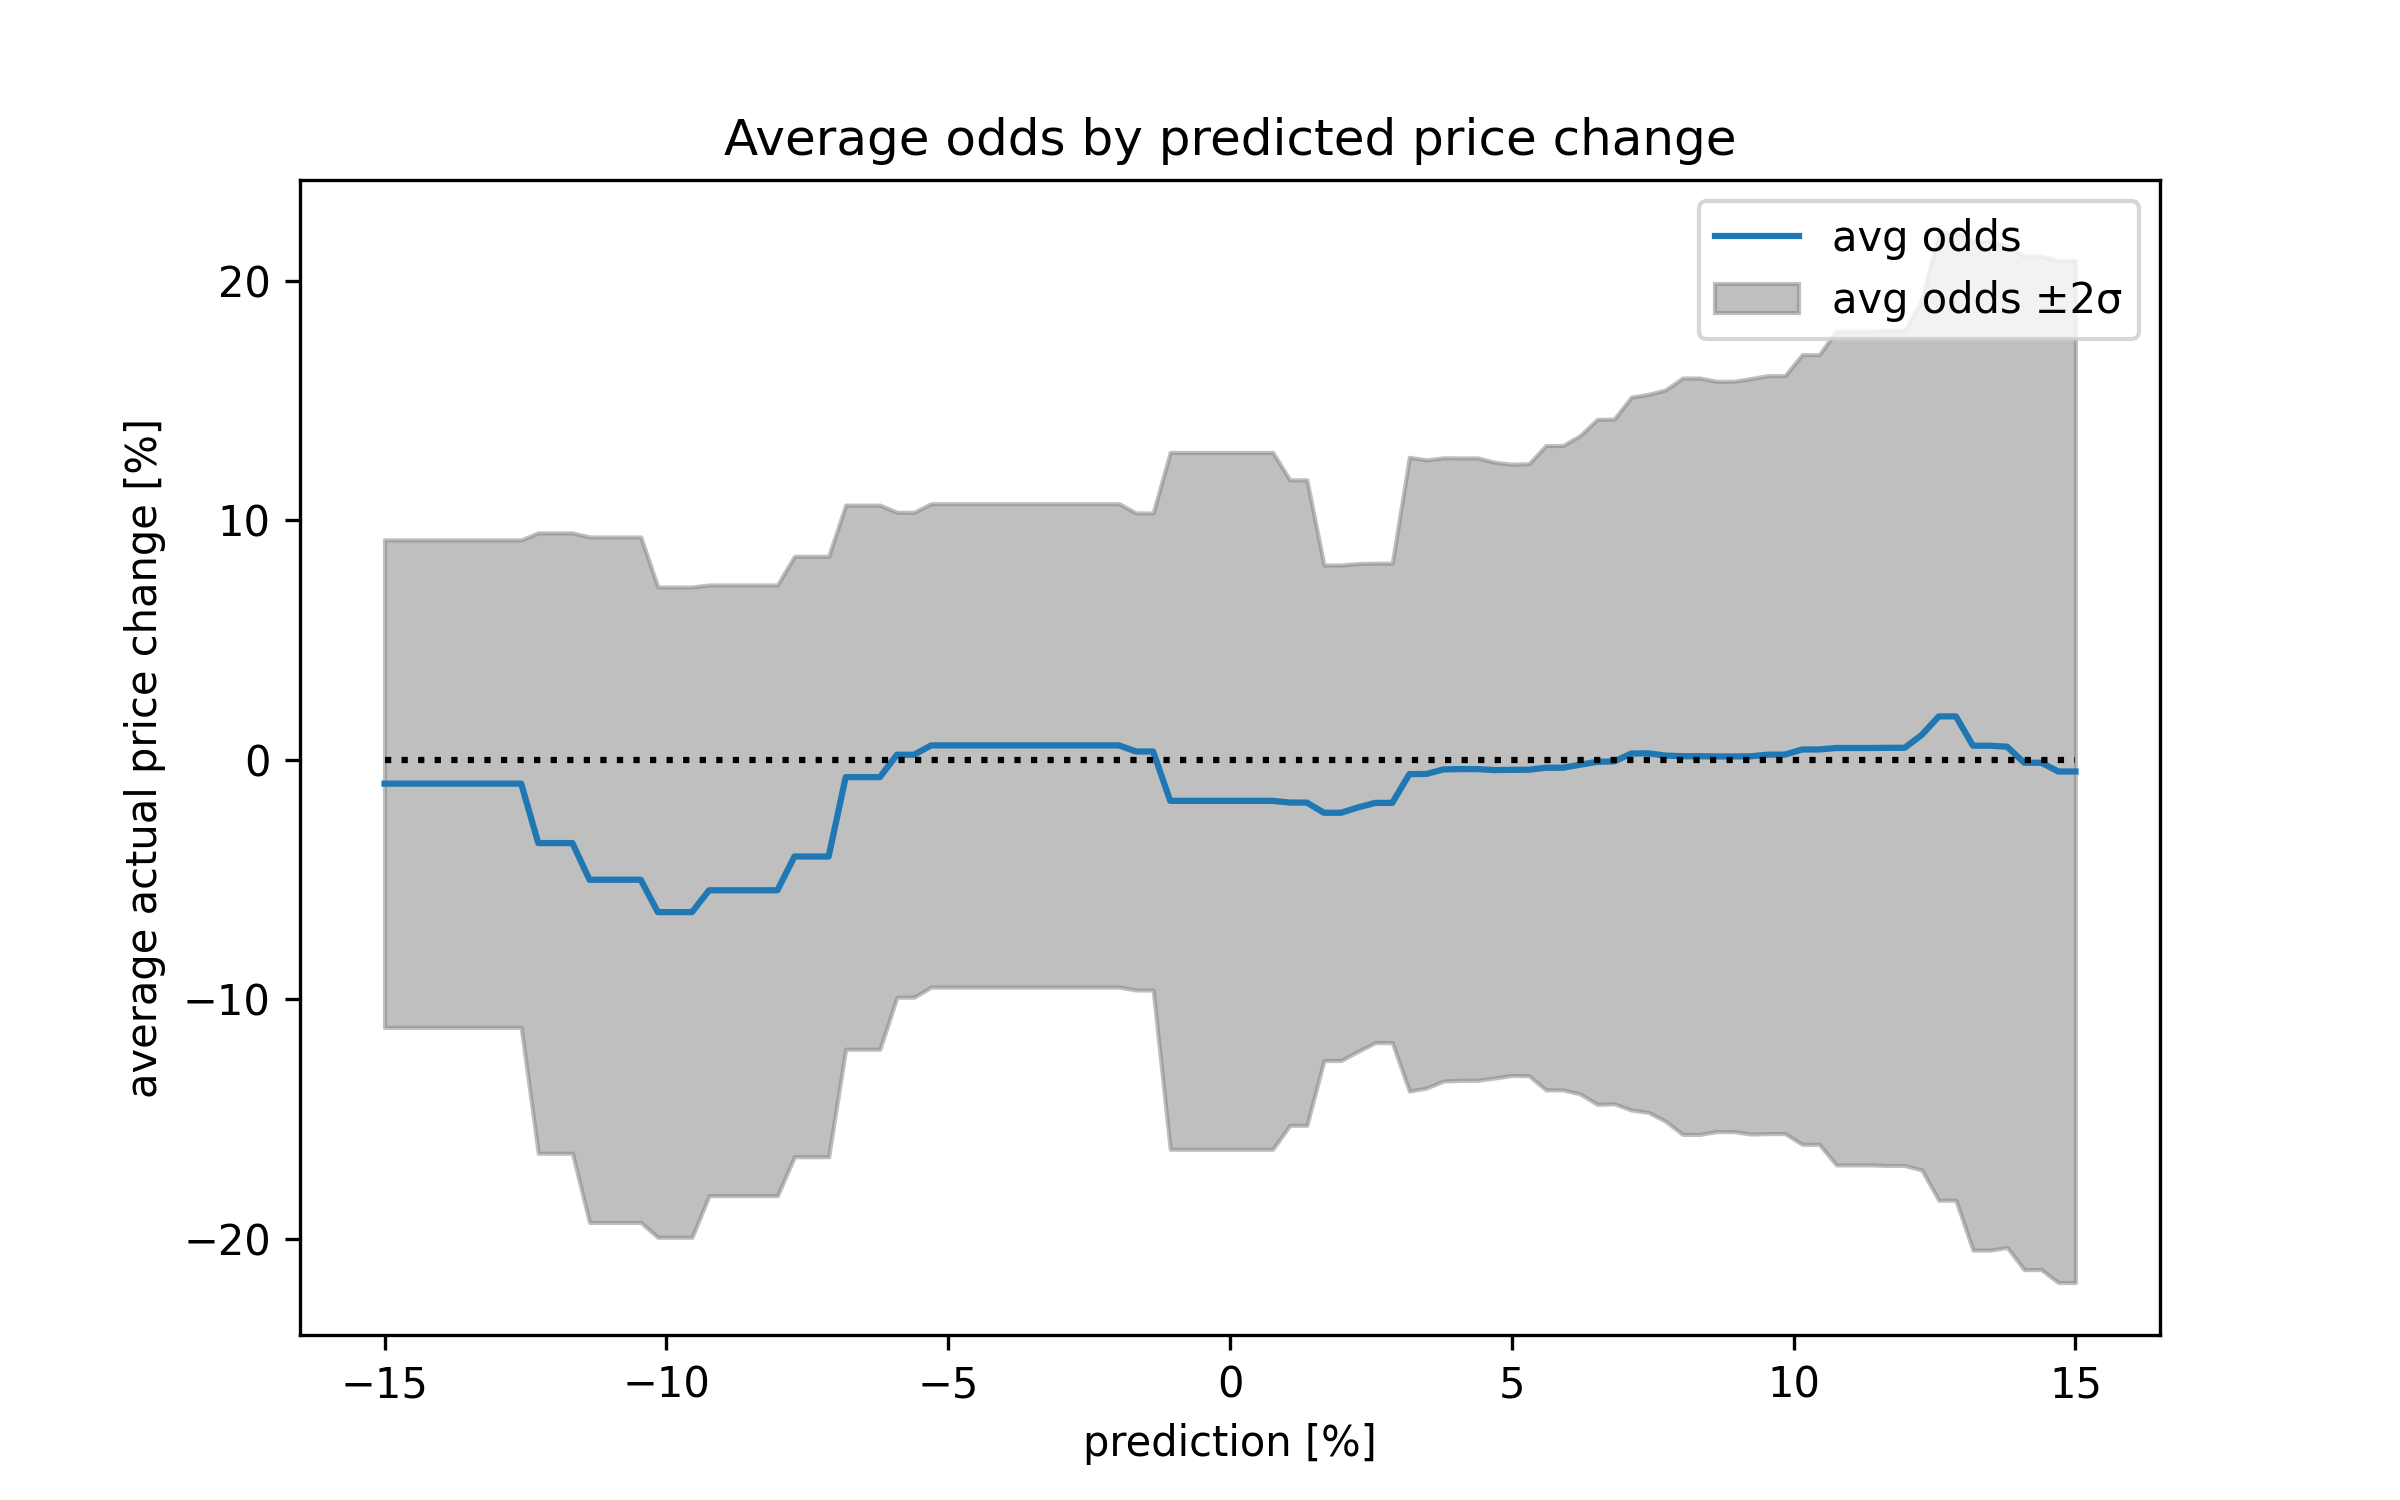 Average odds by predicted price change
avg odds
avg odds ±2σ
average actual price change [%]
20
10
0
−10
−20
−15
−10
−5
0
5
10
15
prediction [%]